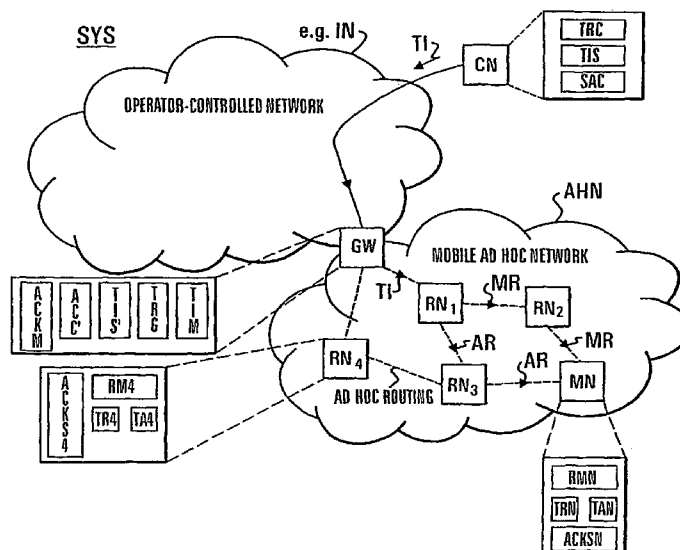 SYS
e.g. IN
TI2
CN
TRC
TIS
SAC
OPERATOR-CONTROLLED NETWORK
AHN
GW
MOBILE AD HOC NETWORK
ACKM
ACC'
TIS'
TRG
TIM
TI
RN1
MR
RN2
AR
MR
RN4
RN3
AR
MN
AD HOC ROUTING
ACKS4
RM4
TR4
TA4
RMN
TRN
TAN
ACKSN